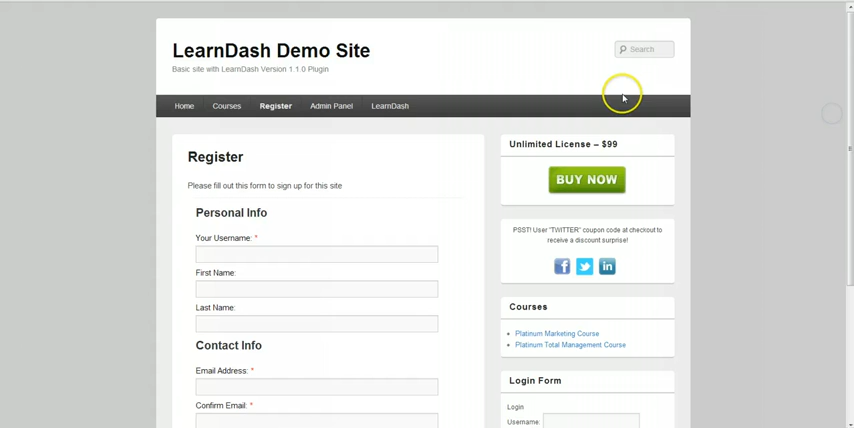 LearnDash Demo Site
Basic site with LearnDash Version 1.1.0 Plugin
Search
Home Courses Register Admin Panel LearnDash
Register
Please fill out this form to sign up for this site
Personal Info
Your Username: *
First Name:
Last Name:
Contact Info
Email Address: *
Confirm Email: *
Unlimited License – $99
BUY NOW
PSST! User "TWITTER" coupon code at checkout to
receive a discount surprise!
Courses
Platinum Marketing Course
Platinum Total Management Course
Login Form
Login
Username: